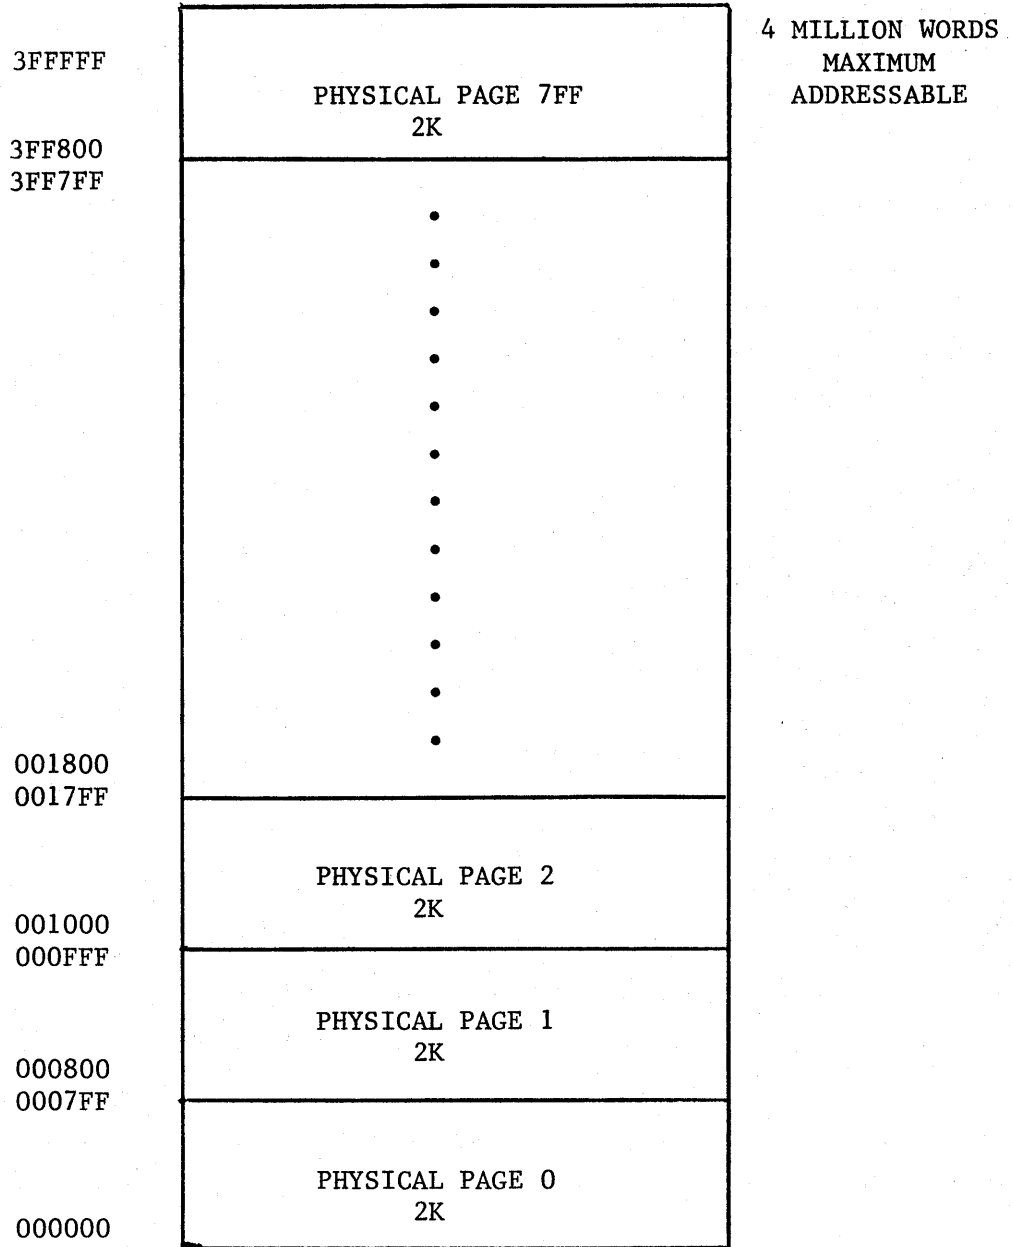 4 MILLION WORDS
MAXIMUM
ADDRESSABLE
3FFFFF
PHYSICAL PAGE 7FF
2K
3FF800
3FF7FF
001800
0017FF
PHYSICAL PAGE 2
2K
001000
000FFF
PHYSICAL PAGE 1
2K
000800
0007FF
PHYSICAL PAGE 0
2K
000000